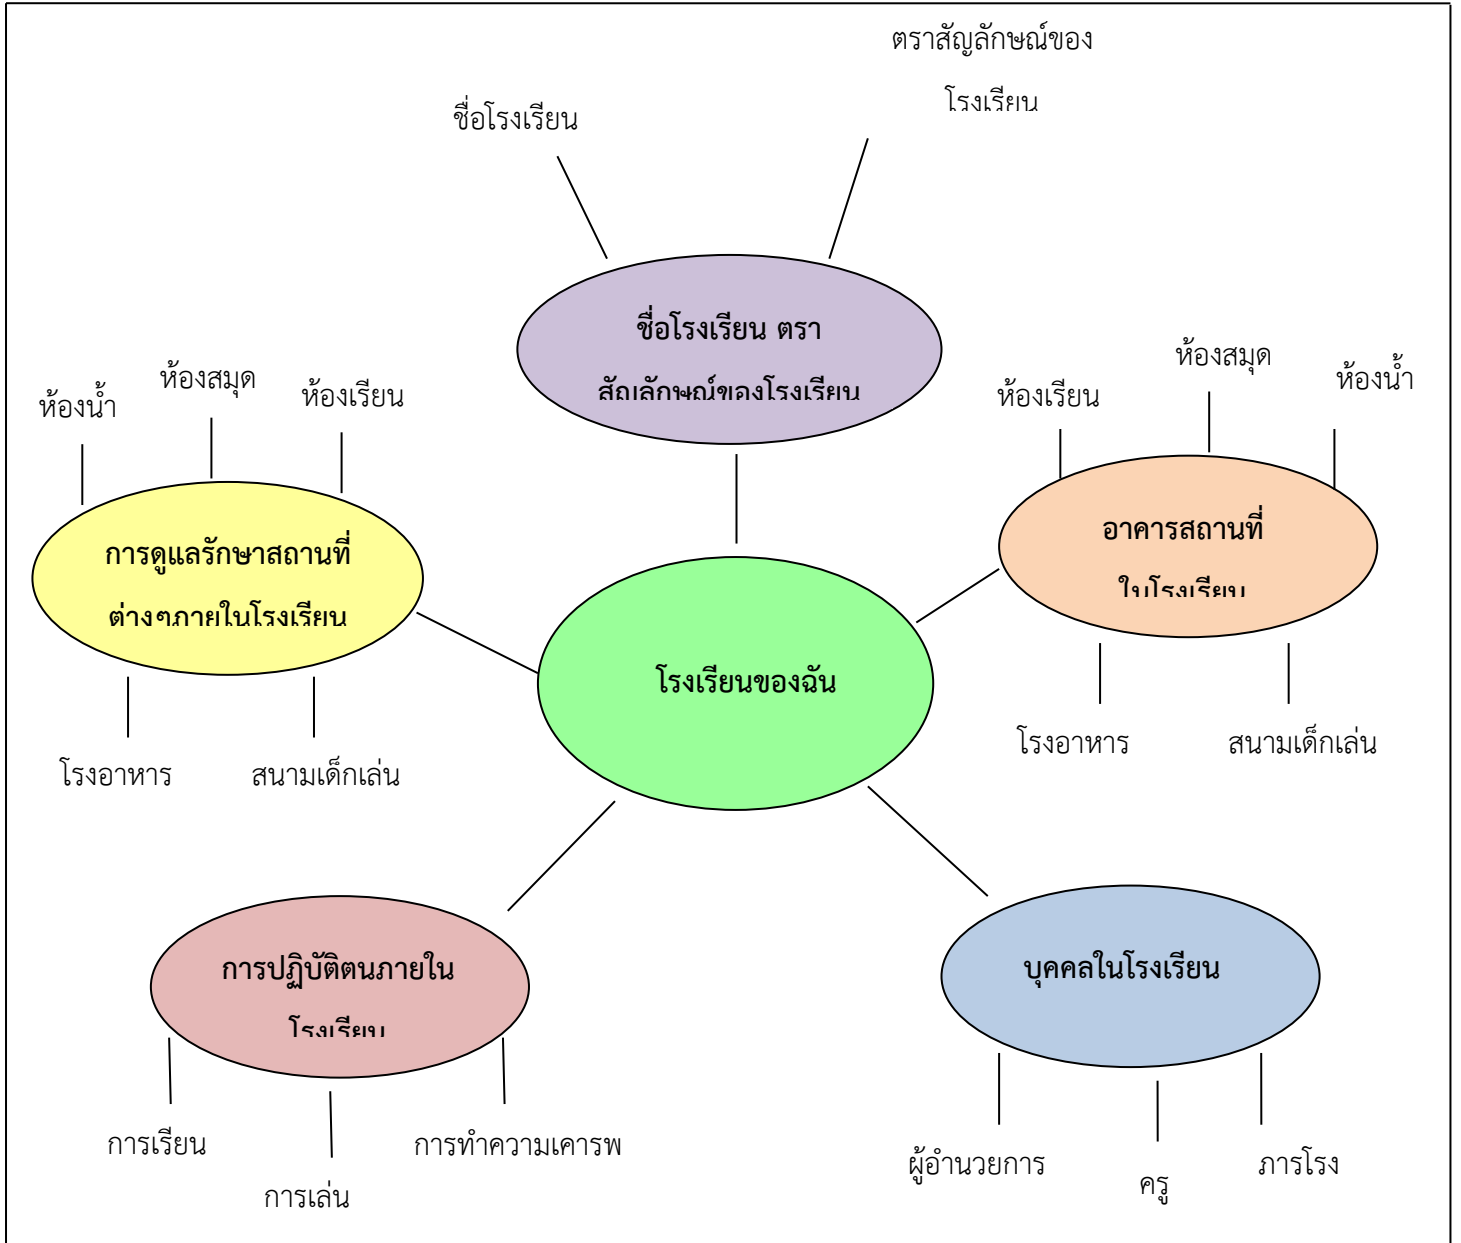 ตราสัญลักษณ์ของ
โรงเรียน
ชื่อโรงเรียน
ชื่อโรงเรียน ตรา
สัญลักษณ์ของโรงเรียน
ห้องน้ำ
ห้องสมุด
ห้องเรียน
การดูแลรักษาสถานที่
ต่างๆภายในโรงเรียน
โรงอาหาร
สนามเด็กเล่น
ห้องเรียน
ห้องสมุด
ห้องน้ำ
อาคารสถานที่
ในโรงเรียน
โรงอาหาร
สนามเด็กเล่น
โรงเรียนของฉัน
การปฏิบัติตนภายใน
โรงเรียน
การเรียน
การเล่น
การทำความเคารพ
บุคคลในโรงเรียน
ผู้อำนวยการ
ครู
ภารโรง